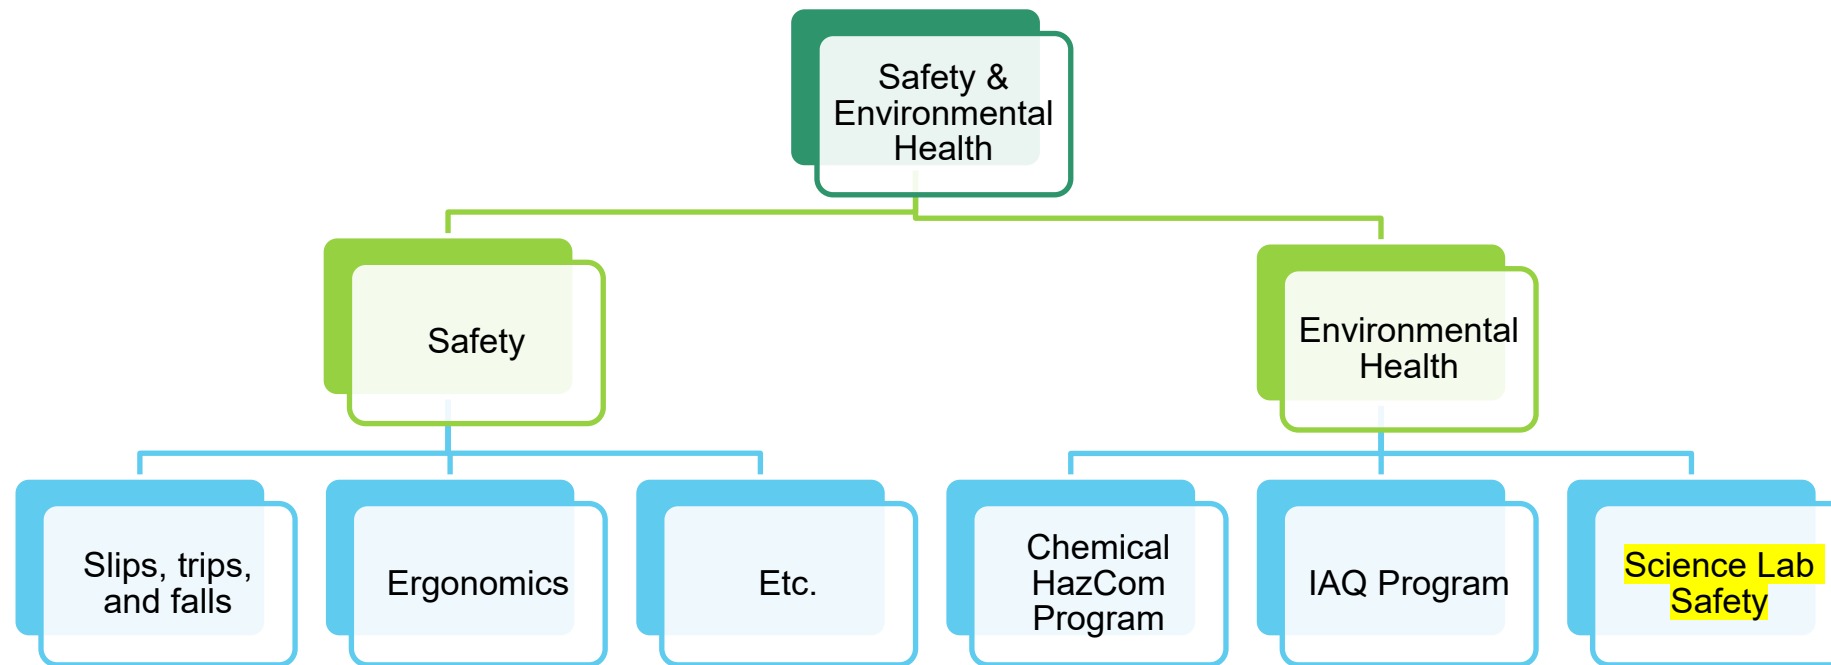 Safety &
Environmental
Health
Safety
Environmental
Health
Slips, trips,
and falls
Ergonomics
Etc.
Chemical
HazCom
Program
IAQ Program
Science Lab
Safety